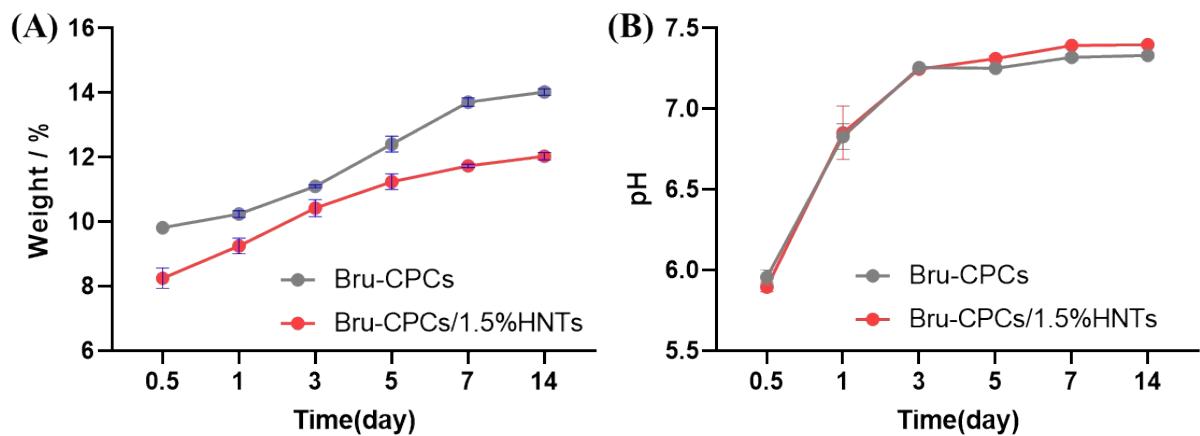 (A)
16
14
12
10
8
6
Weight / %
Bru-CPCs
Bru-CPCs/1.5%HNTs
0.5 1 3 5 7 14
Time(day)
(B)
7.5
7.0
6.5
6.0
5.5
pH
Bru-CPCs
Bru-CPCs/1.5%HNTs
0.5 1 3 5 7 14
Time(day)